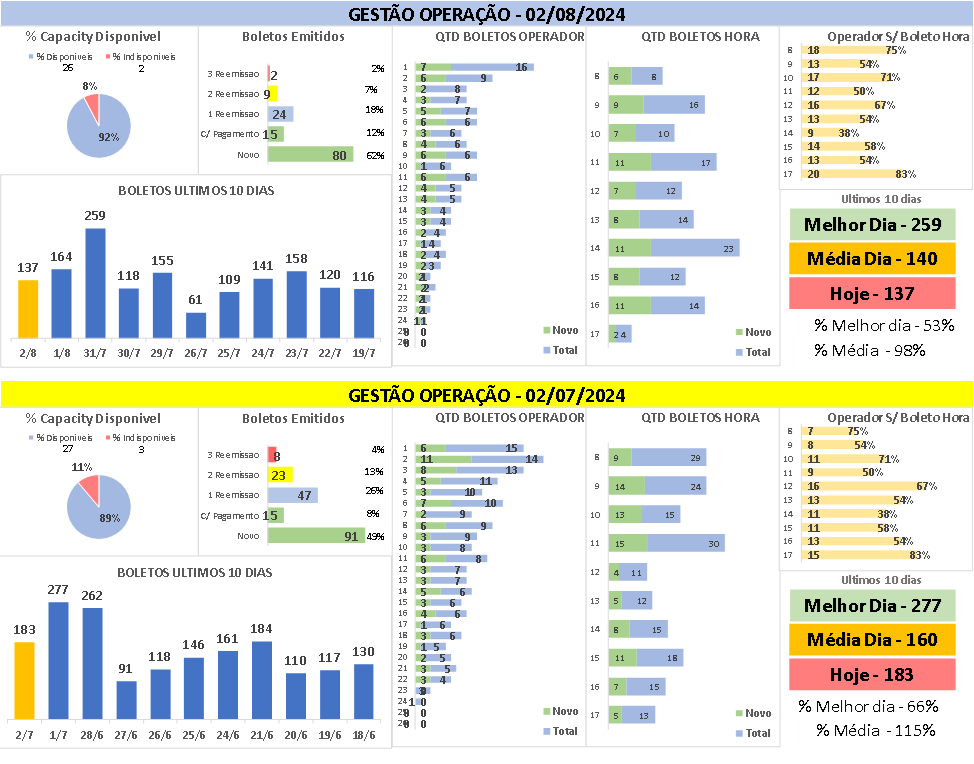 GESTÃO OPERAÇÃO - 02/08/2024
% Capacity Disponivel
% Disponiveis % Indisponiveis
26 2
8%
92%
Boletos Emitidos
3 Reemissao 2 2%
2 Reemissao 9 7%
1 Reemissao 24 18%
C/ Pagamento 15 12%
Novo 80 62%
BOLETOS ULTIMOS 10 DIAS
137 164 259 118 155 61 109 141 158 120 116
2/8 1/8 31/7 30/7 29/7 26/7 25/7 24/7 23/7 22/7 19/7
QTD BOLETOS OPERADOR
1 7 16
2 6 9
3 2 8
4 3 7
5 5 7
6 6 6
7 3 6
8 4 6
9 6 6
10 1 6
11 6 6
12 4 5
13 4 5
14 3 4
15 3 4
16 2 4
17 1 4
18 2 4
19 2 3
20
21
22
23
24
Novo
Total
QTD BOLETOS HORA
8 6 8
9 9 16
10 7 10
11 11 17
12 7 12
13 8 14
14 11 23
15 8 12
16 11 14
17 2 4
Novo
Total
Operador S/ Boleto Hora
8 18 75%
9 13 54%
10 17 71%
11 12 50%
12 16 67%
13 13 54%
14 9 38%
15 14 58%
16 13 54%
17 20 83%
Ultimos 10 dias
Melhor Dia - 259
Média Dia - 140
Hoje - 137
% Melhor dia - 53%
% Média - 98%
GESTÃO OPERAÇÃO - 02/07/2024
% Capacity Disponivel
% Disponiveis % Indisponiveis
27 3
11%
89%
Boletos Emitidos
3 Reemissao 8 4%
2 Reemissao 23 13%
1 Reemissao 47 26%
C/ Pagamento 15 8%
Novo 91 49%
BOLETOS ULTIMOS 10 DIAS
183 277 262 91 118 146 161 184 110 117 130
2/7 1/7 28/6 27/6 26/6 25/6 24/6 21/6 20/6 19/6 18/6
QTD BOLETOS OPERADOR
1 6 15
2 11 14
3 8 13
4 5 11
5 3 10
6 7 10
7 2 9
8 6 9
9 3 9
10 3 8
11 6 8
12 3 7
13 3 7
14 5 6
15 3 6
16 4 6
17 1 6
18 3 6
19 1 5
20 2 5
21 3 5
22 3 4
23
24 1 0
Novo
Total
QTD BOLETOS HORA
8 9 29
9 14 24
10 13 15
11 15 30
12 4 11
13 5 12
14 8 15
15 11 18
16 7 15
17 5 13
Novo
Total
Operador S/ Boleto Hora
8 7 75%
9 8 54%
10 11 71%
11 9 50%
12 16 67%
13 13 54%
14 11 38%
15 11 58%
16 13 54%
17 15 83%
Ultimos 10 dias
Melhor Dia - 277
Média Dia - 160
Hoje - 183
% Melhor dia - 66%
% Média - 115%